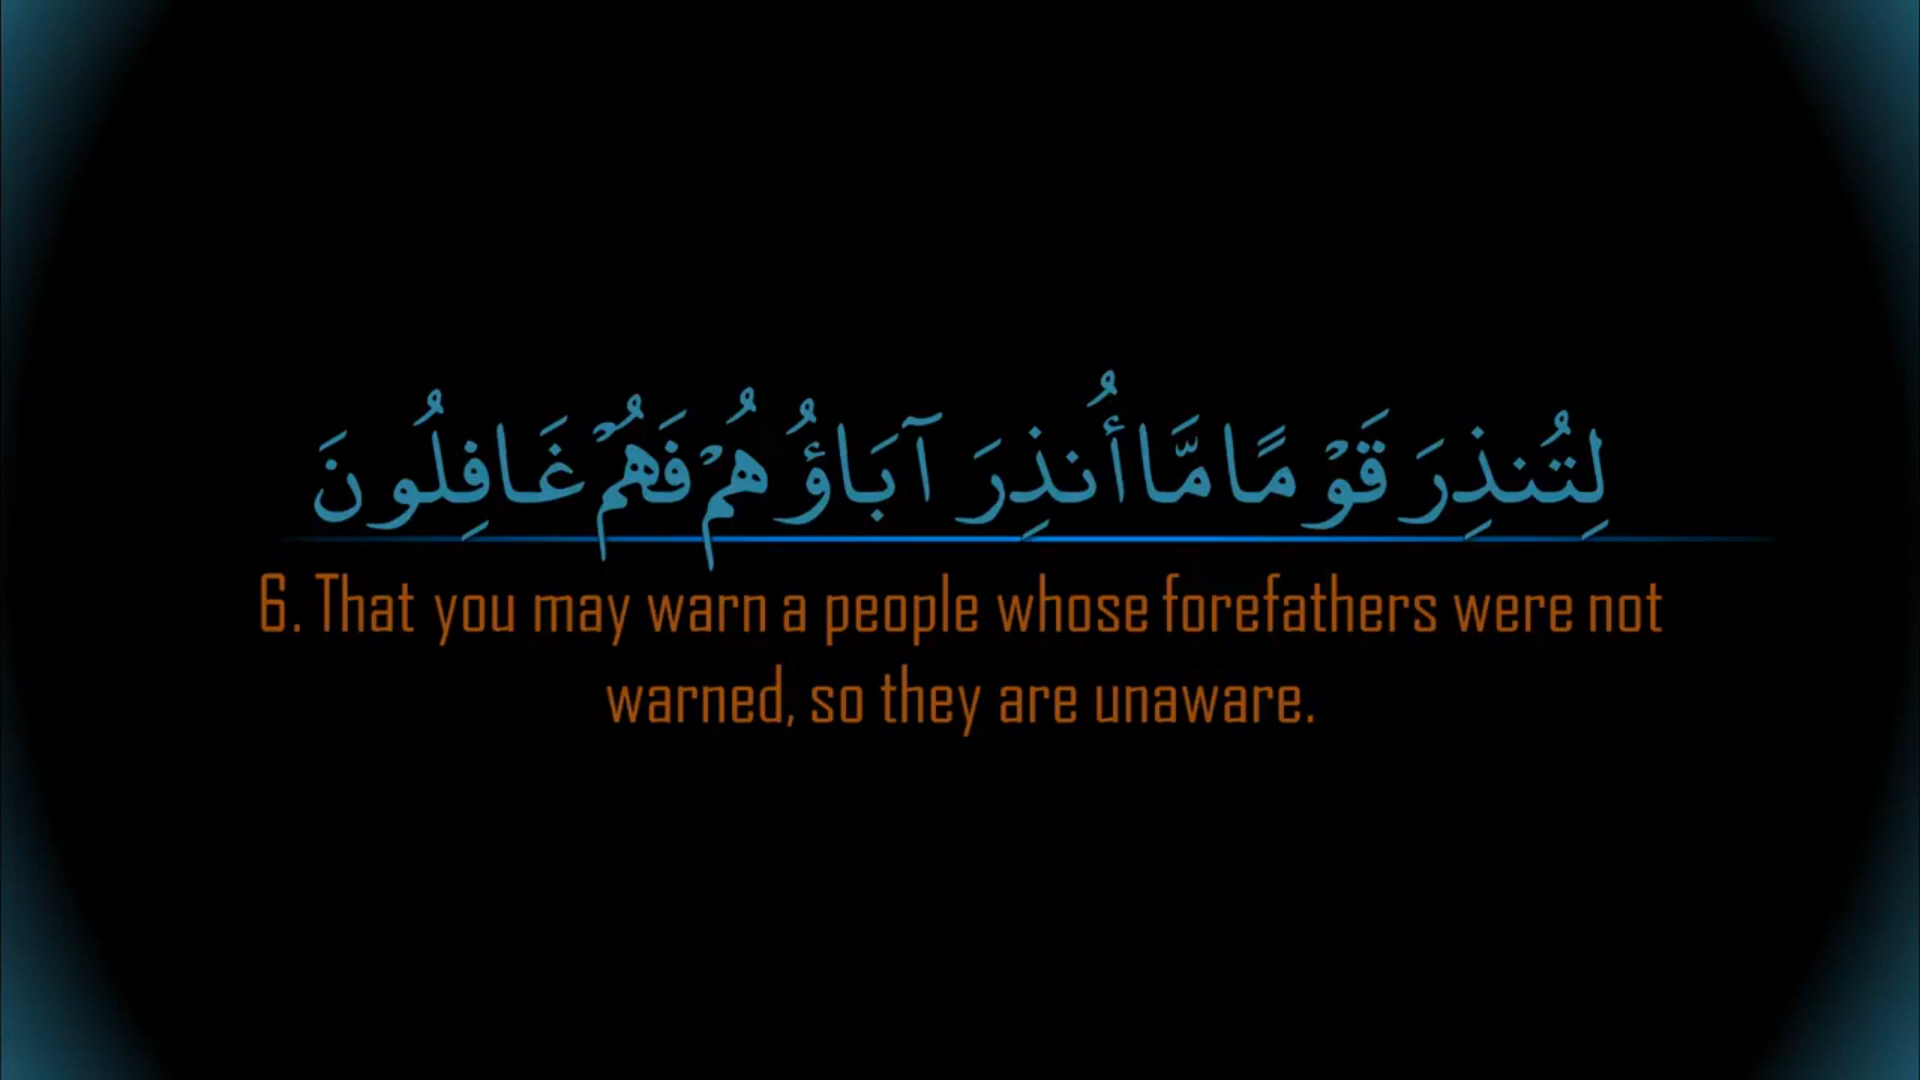 لِتُنذِرَ قَوْمًا مَّا أُنذِرَ آبَاؤُهُمْ فَهُمْ غَافِلُونَ
6. That you may warn a people whose forefathers were not
warned, so they are unaware.